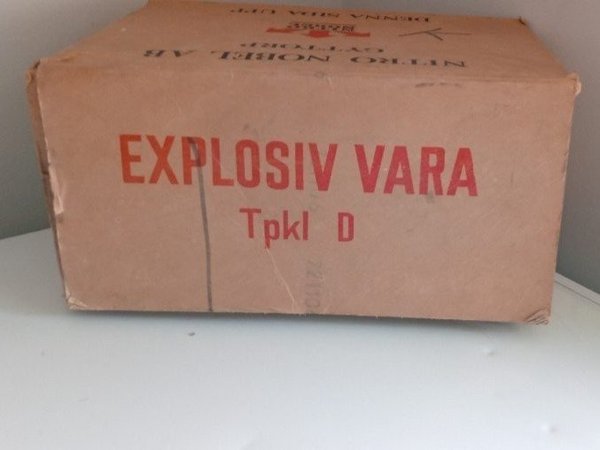 DENNA SIDA UPP
NITRO NOBEL AB
GYTTORP
EXPLOSIV VARA
Tpkl D